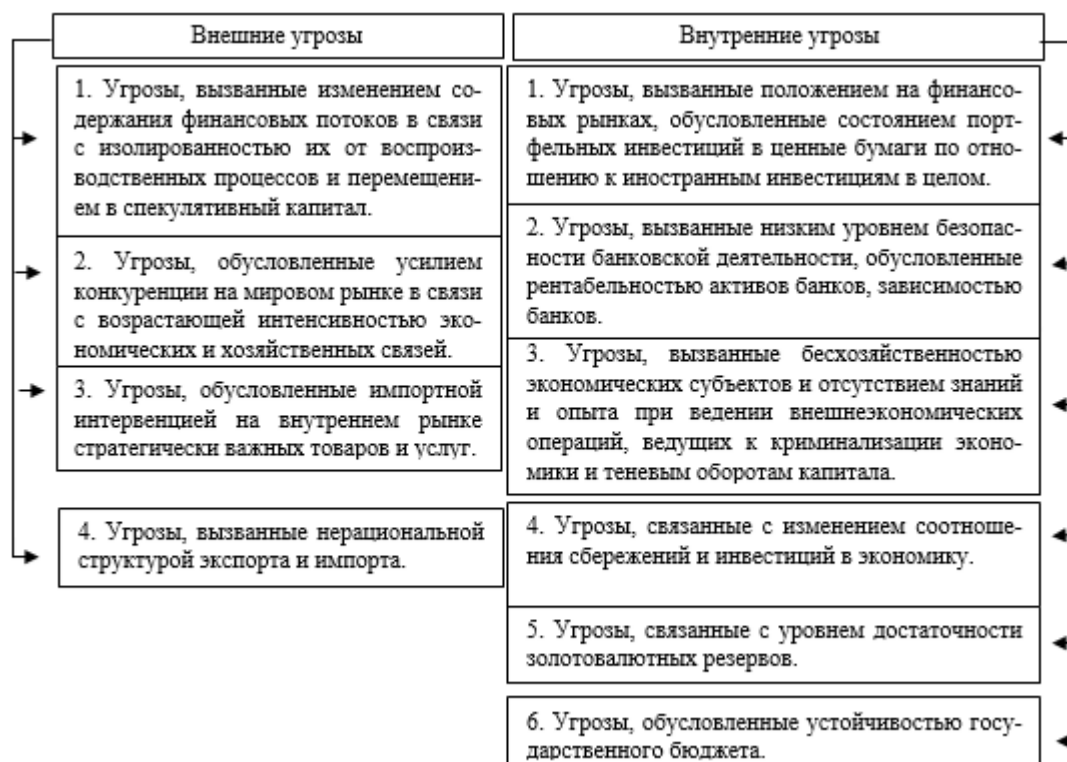 Внешние угрозы
1. Угрозы, вызванные изменением со-
держания финансовых потоков в связи
с изолированностью их от воспроиз-
водственных процессов и перемещени-
ем в спекулятивный капитал.
2. Угрозы, обусловленные усилием
конкуренции на мировом рынке в связи
с возрастающей интенсивностью эко-
номических и хозяйственных связей.
3. Угрозы, обусловленные импортной
интервенцией на внутреннем рынке
стратегически важных товаров и услуг.
4. Угрозы, вызванные нерациональной
структурой экспорта и импорта.
Внутренние угрозы
1. Угрозы, вызванные положением на финансо-
вых рынках, обусловленные состоянием порт-
фельных инвестиций в ценные бумаги по отно-
шению к иностранным инвестициям в целом.
2. Угрозы, вызванные низким уровнем безопас-
ности банковской деятельности, обусловленные
рентабельностью активов банков, зависимостью
банков.
3. Угрозы, вызванные бесхозяйственностью
экономических субъектов и отсутствием знаний
и опыта при ведении внешнеэкономических
операций, ведущих к криминализации эконо-
мики и теневым оборотам капитала.
4. Угрозы, связанные с изменением соотноше-
ния сбережений и инвестиций в экономику.
5. Угрозы, связанные с уровнем достаточности
золотовалютных резервов.
6. Угрозы, обусловленные устойчивостью госу-
дарственного бюджета.